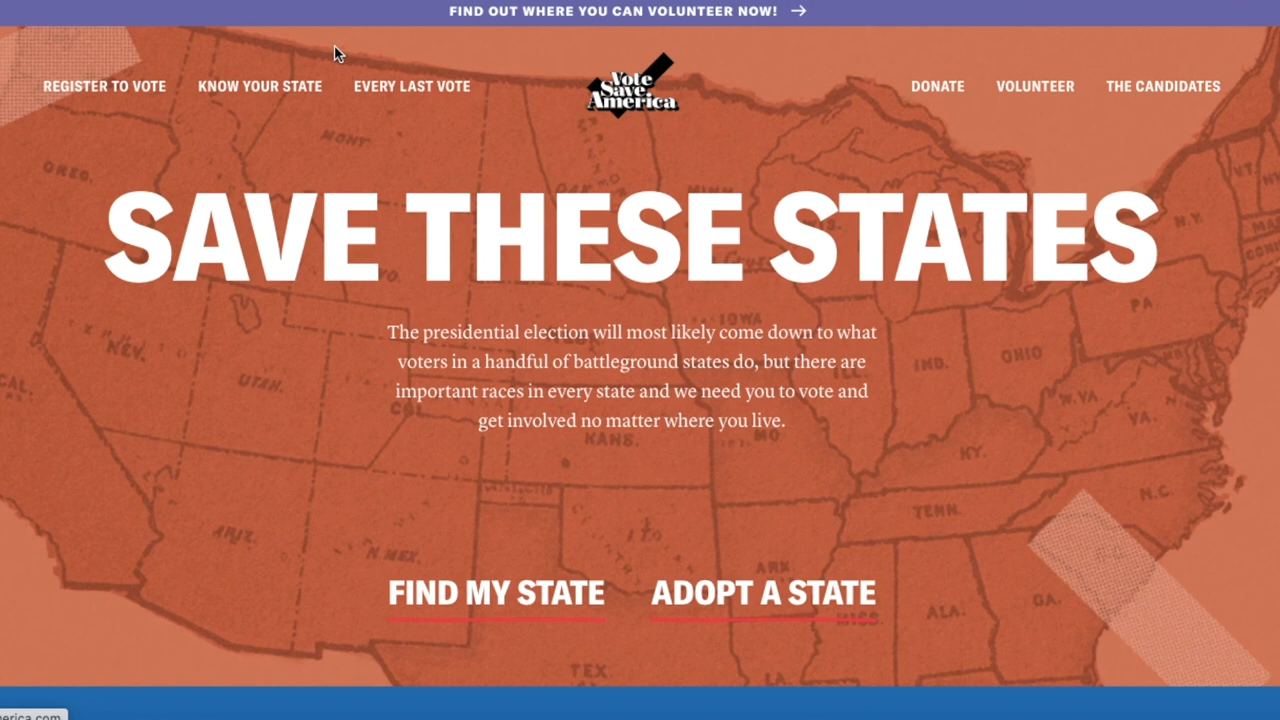 FIND OUT WHERE YOU CAN VOLUNTEER NOW! →
REGISTER TO VOTE
KNOW YOUR STATE
EVERY LAST VOTE
Vote
Save
America
DONATE
VOLUNTEER
THE CANDIDATES
SAVE THESE STATES
The presidential election will most likely come down to what
voters in a handful of battleground states do, but there are
important races in every state and we need you to vote and
get involved no matter where you live.
FIND MY STATE
ADOPT A STATE
MONT
OREG.
N.Y.
VT.
IOWA
PA
NEV.
UTAH.
IND.
OHIO
CAL.
W.VA
VA.
KANS.
MO.
KY.
N.C.
TENN.
ARIZ.
N.MEX.
ARK.
MISS.
ALA.
GA.
TEX.
LA.